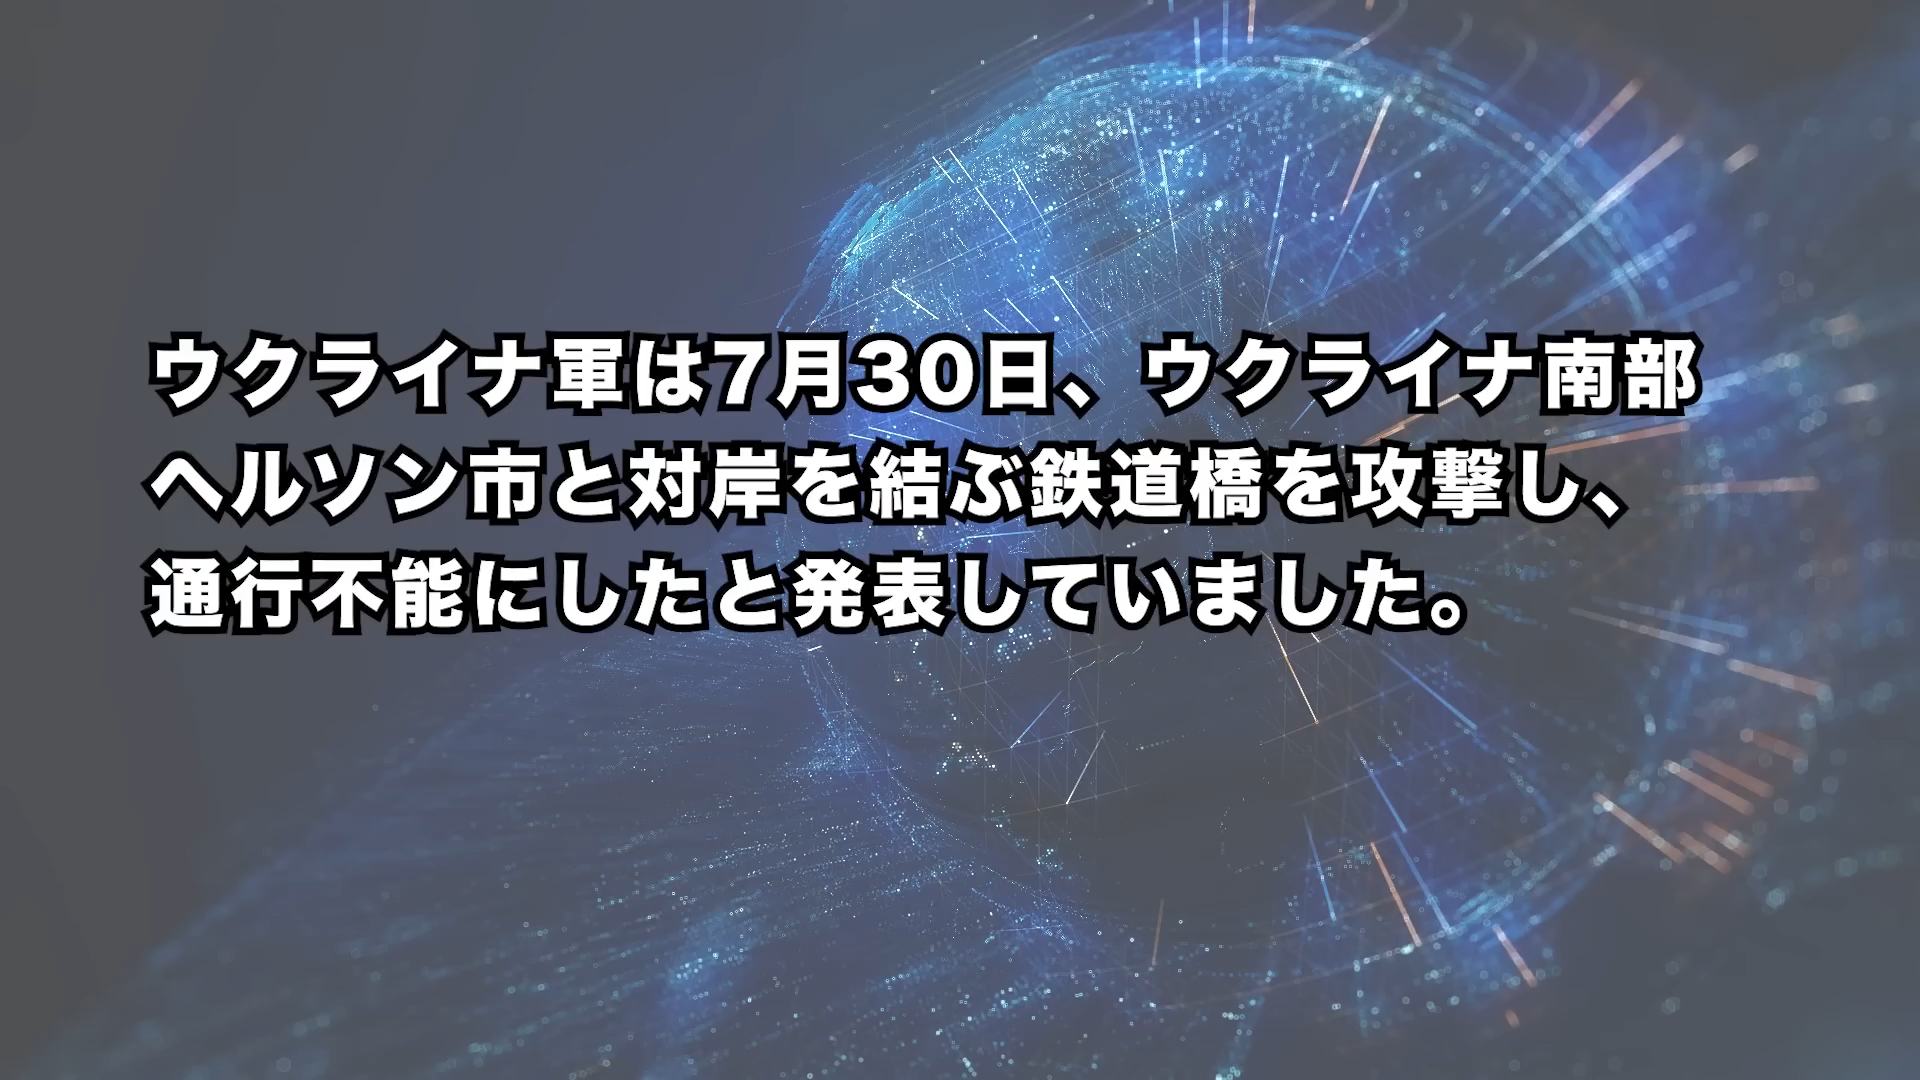 ウクライナ軍は7月30日、ウクライナ南部
ヘルソン市と対岸を結ぶ鉄道橋を攻撃し、
通行不能にしたと発表していました。